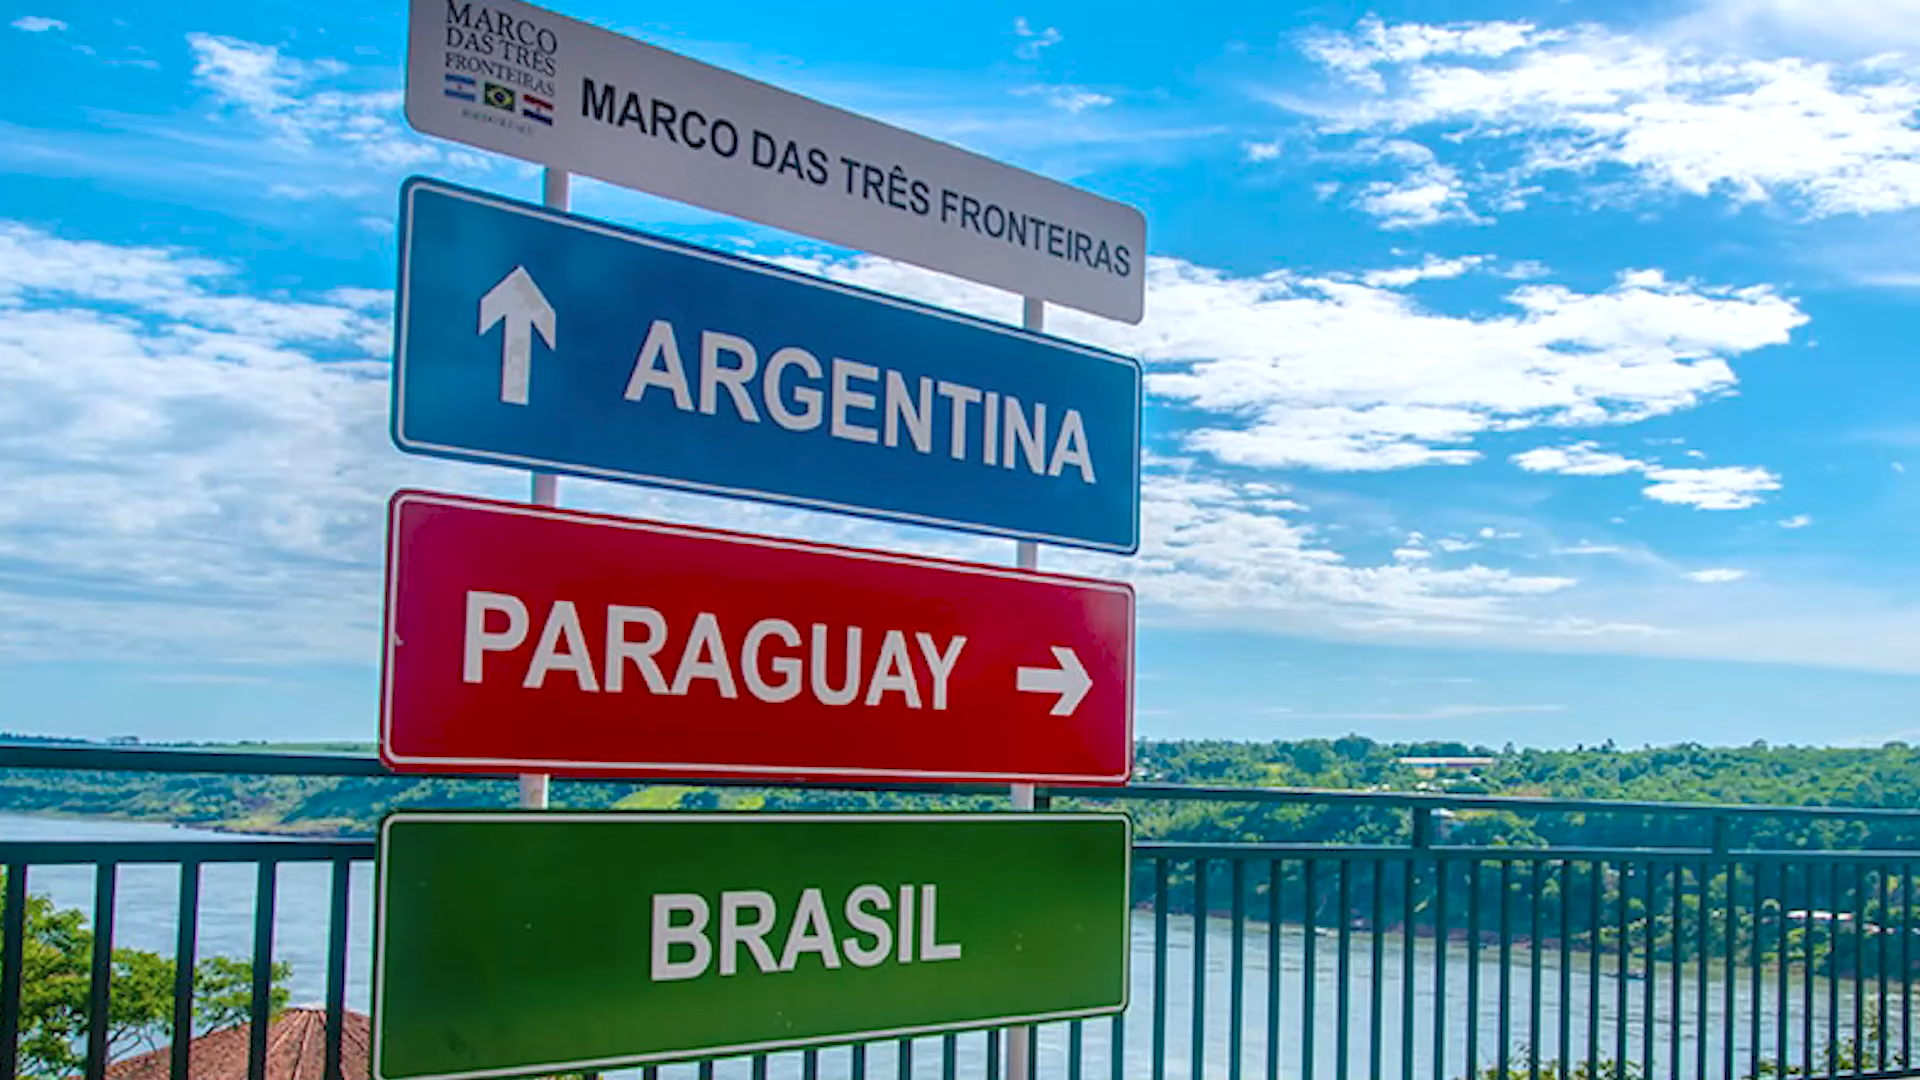 MARCO
DAS TRÊS
FRONTEIRAS
MARCO DAS TRÊS FRONTEIRAS
ARGENTINA
PARAGUAY
BRASIL